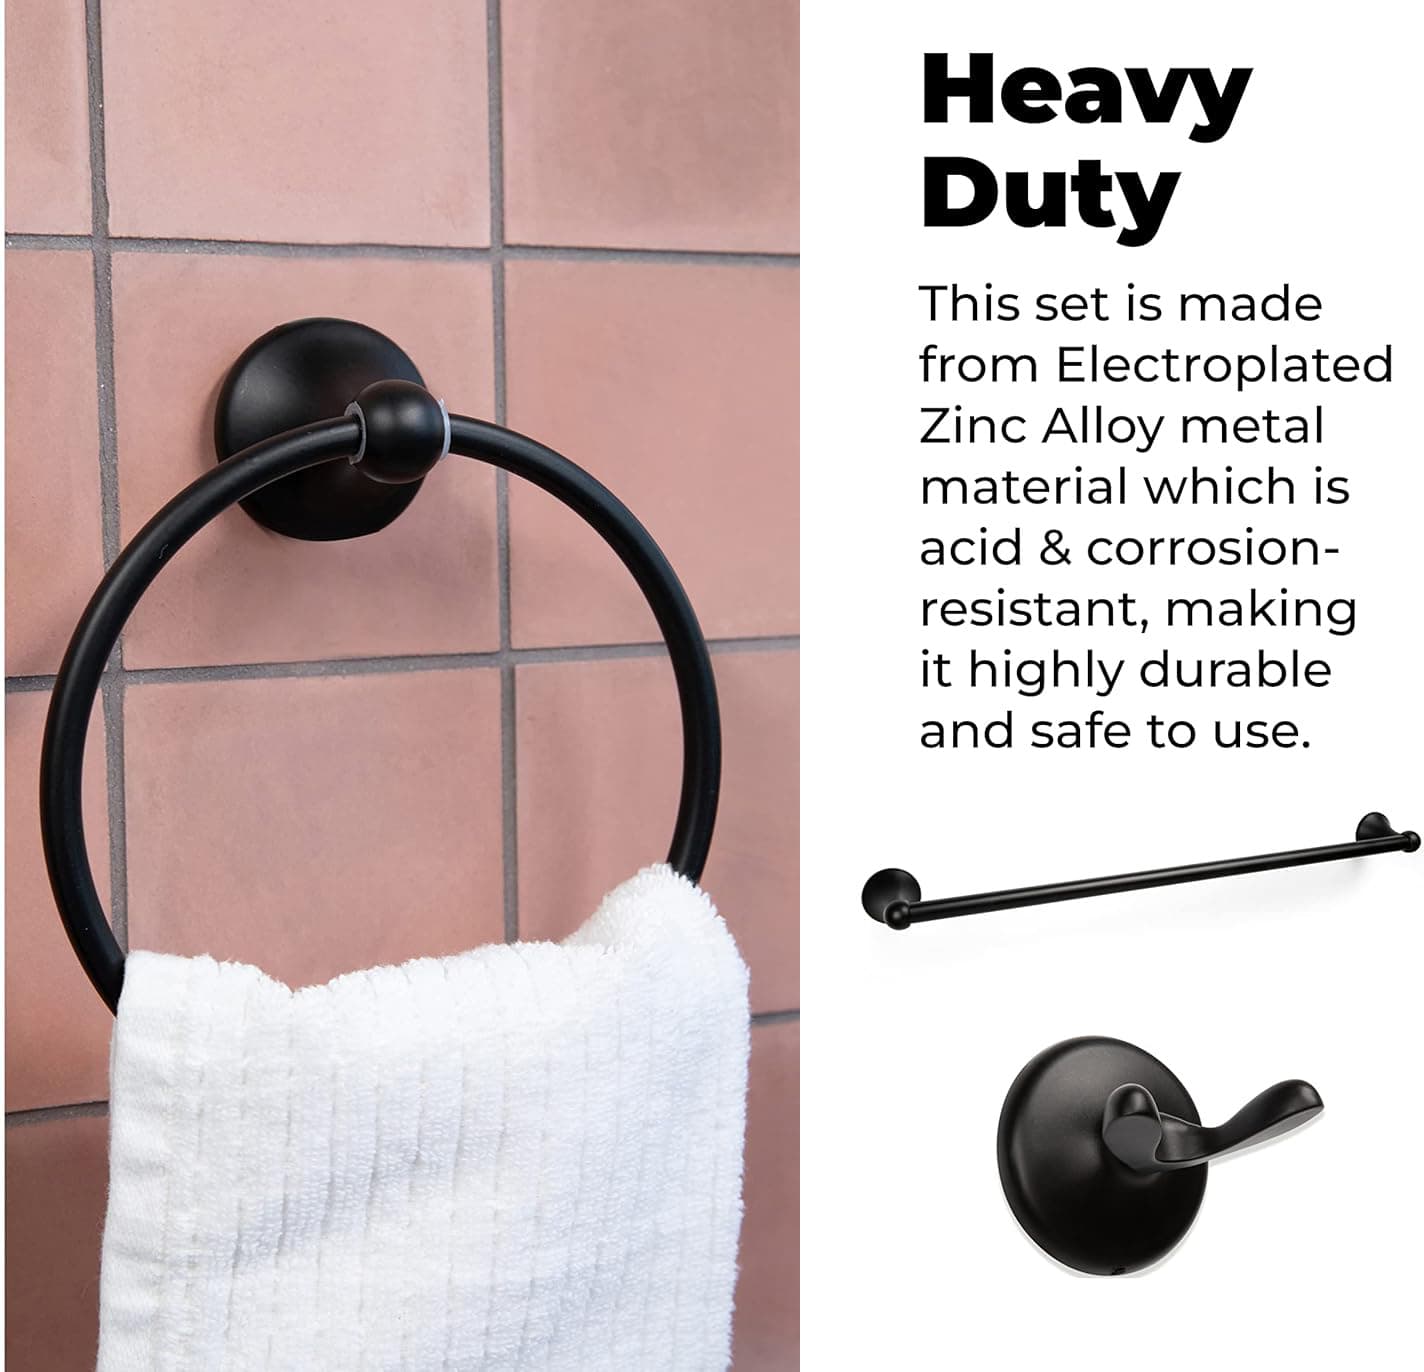 Heavy
Duty
This set is made
from Electroplated
Zinc Alloy metal
material which is
acid & corrosion-
resistant, making
it highly durable
and safe to use.